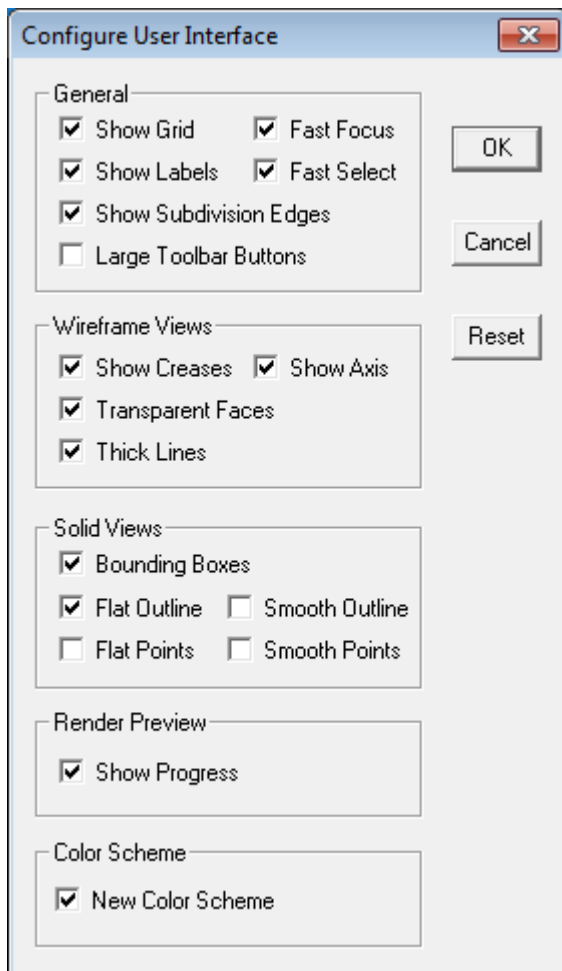 Configure User Interface
General
Show Grid Fast Focus
Show Labels Fast Select
Show Subdivision Edges
Large Toolbar Buttons
OK
Cancel
Reset
Wireframe Views
Show Creases Show Axis
Transparent Faces
Thick Lines
Solid Views
Bounding Boxes
Flat Outline Smooth Outline
Flat Points Smooth Points
Render Preview
Show Progress
Color Scheme
New Color Scheme